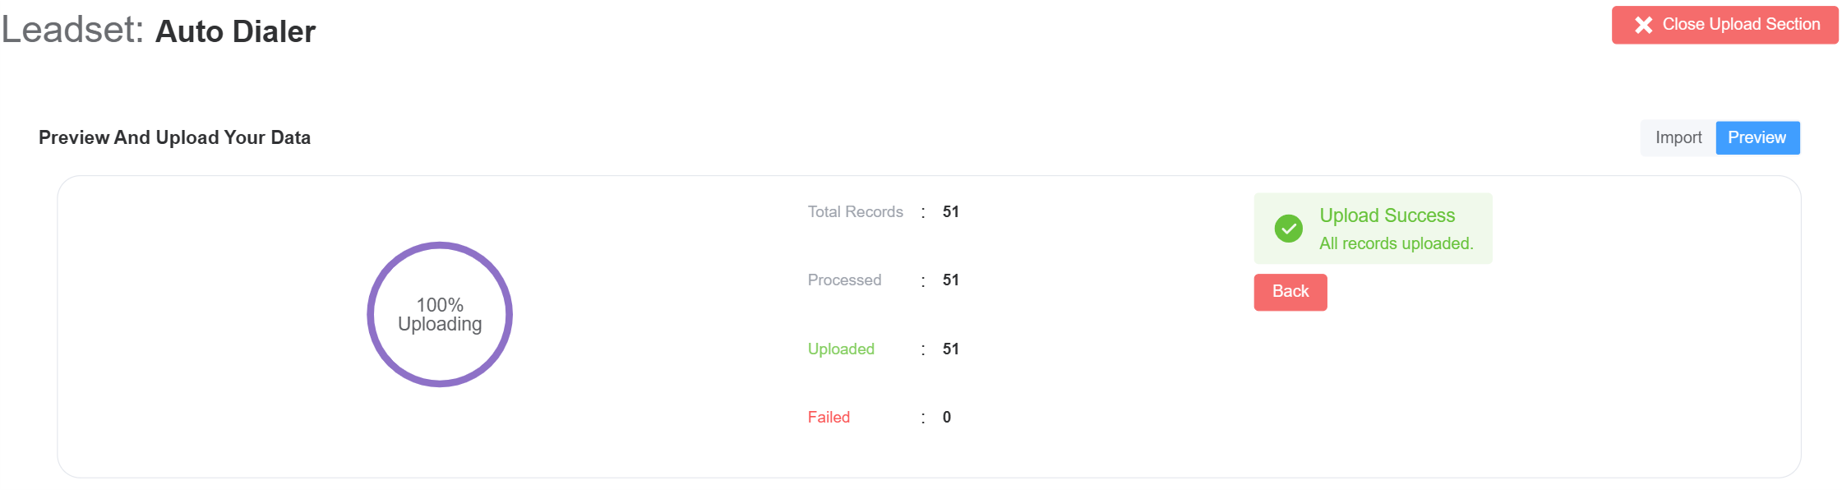 Leadset: Auto Dialer
Close Upload Section
Preview And Upload Your Data
Import
Preview
100%
Uploading
Total Records : 51
Processed : 51
Uploaded : 51
Failed : 0
Upload Success
All records uploaded.
Back